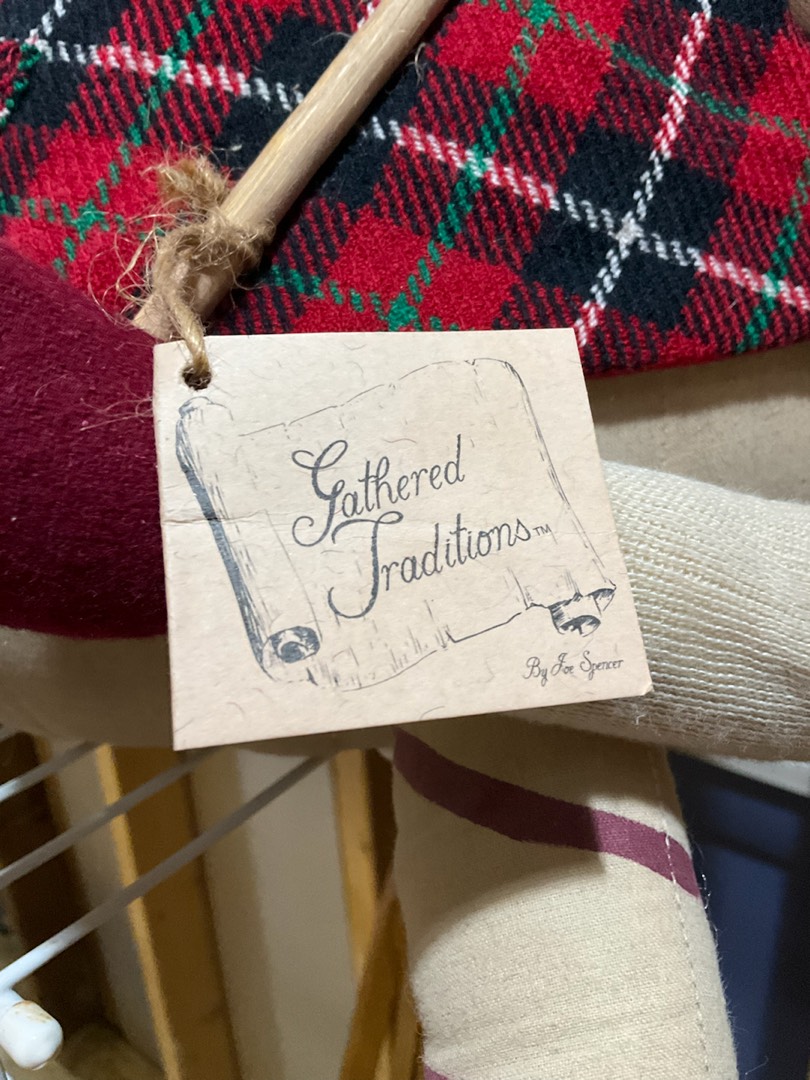 Gathered
Traditions™
By Joe Spencer